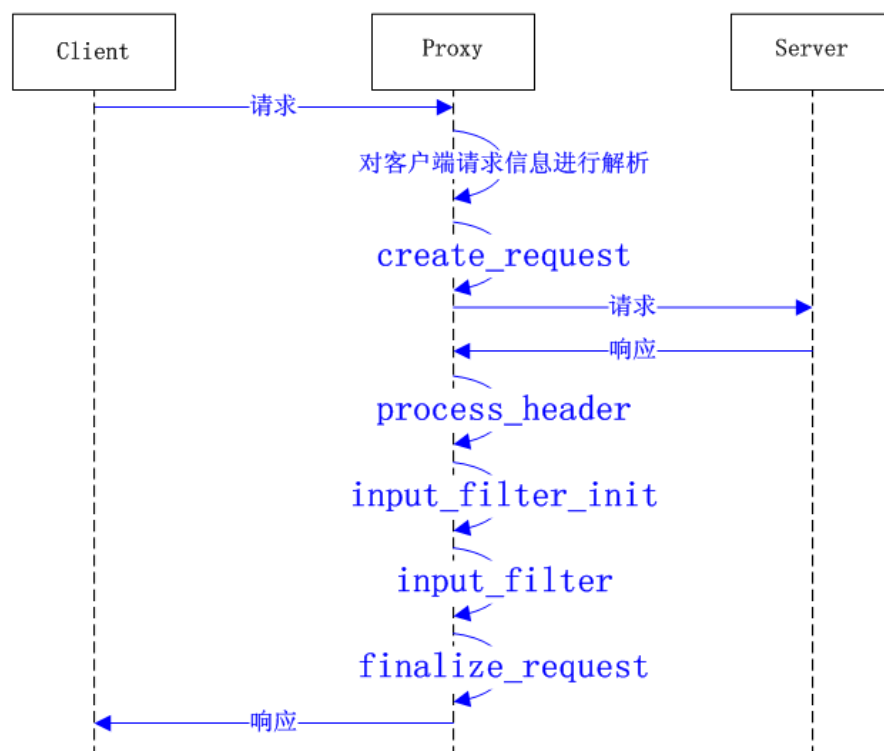 Client
Proxy
Server
请求
对客户端请求信息进行解析
create_request
请求
响应
process_header
input_filter_init
input_filter
finalize_request
响应